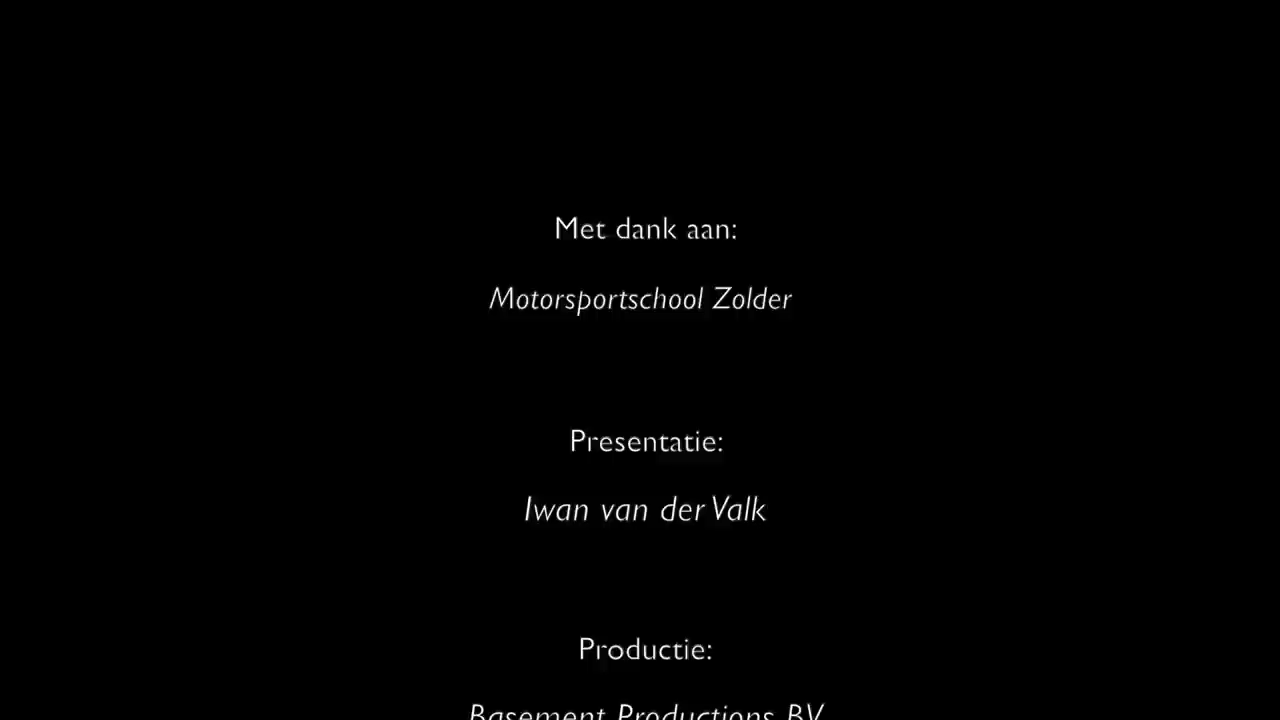 Met dank aan:
Motorsportschool Zolder
Presentatie:
Iwan van der Valk
Productie:
Basement Productions BV